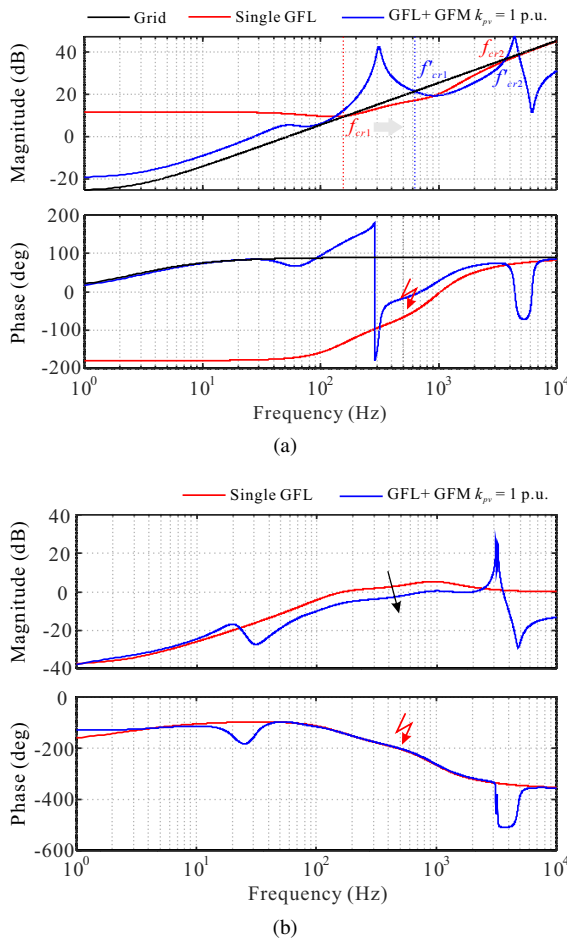 Grid Single GFL GFL+ GFM k_pv = 1 p.u.
Magnitude (dB)
40
20
0
-20
f_cr1
f'_cr1
f_cr2
f'_cr2
Phase (deg)
200
100
0
-100
-200
10^0 10^1 10^2 10^3 10^4
Frequency (Hz)
(a)
Single GFL GFL+ GFM k_pv = 1 p.u.
Magnitude (dB)
40
20
0
-20
-40
Phase (deg)
0
-200
-400
-600
10^0 10^1 10^2 10^3 10^4
Frequency (Hz)
(b)